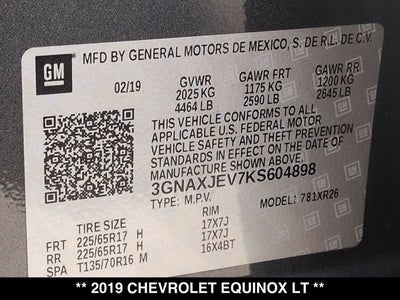 GM
MFD BY GENERAL MOTORS DE MEXICO, S. DE R.L. DE C.V.
02/19 GVWR GAWR FRT GAWR RR
2025 KG 1175 KG 1200 KG
4464 LB 2590 LB 2645 LB
THIS VEHICLE CONFORMS TO ALL
APPLICABLE U.S. FEDERAL MOTOR
VEHICLE SAFETY AND THEFT
PREVENTION STANDARDS IN EFFECT
ON THE DATE OF
MANUFACTURE SHOWN ABOVE.
3GNAXJEV7KS604898
TYPE: M.P.V. MODEL: 781XR26
TIRE SIZE RIM
FRT 225/65R17 H 17X7J
RR 225/65R17 H 17X7J
SPA T135/70R16 M 16X4BT
** 2019 CHEVROLET EQUINOX LT **